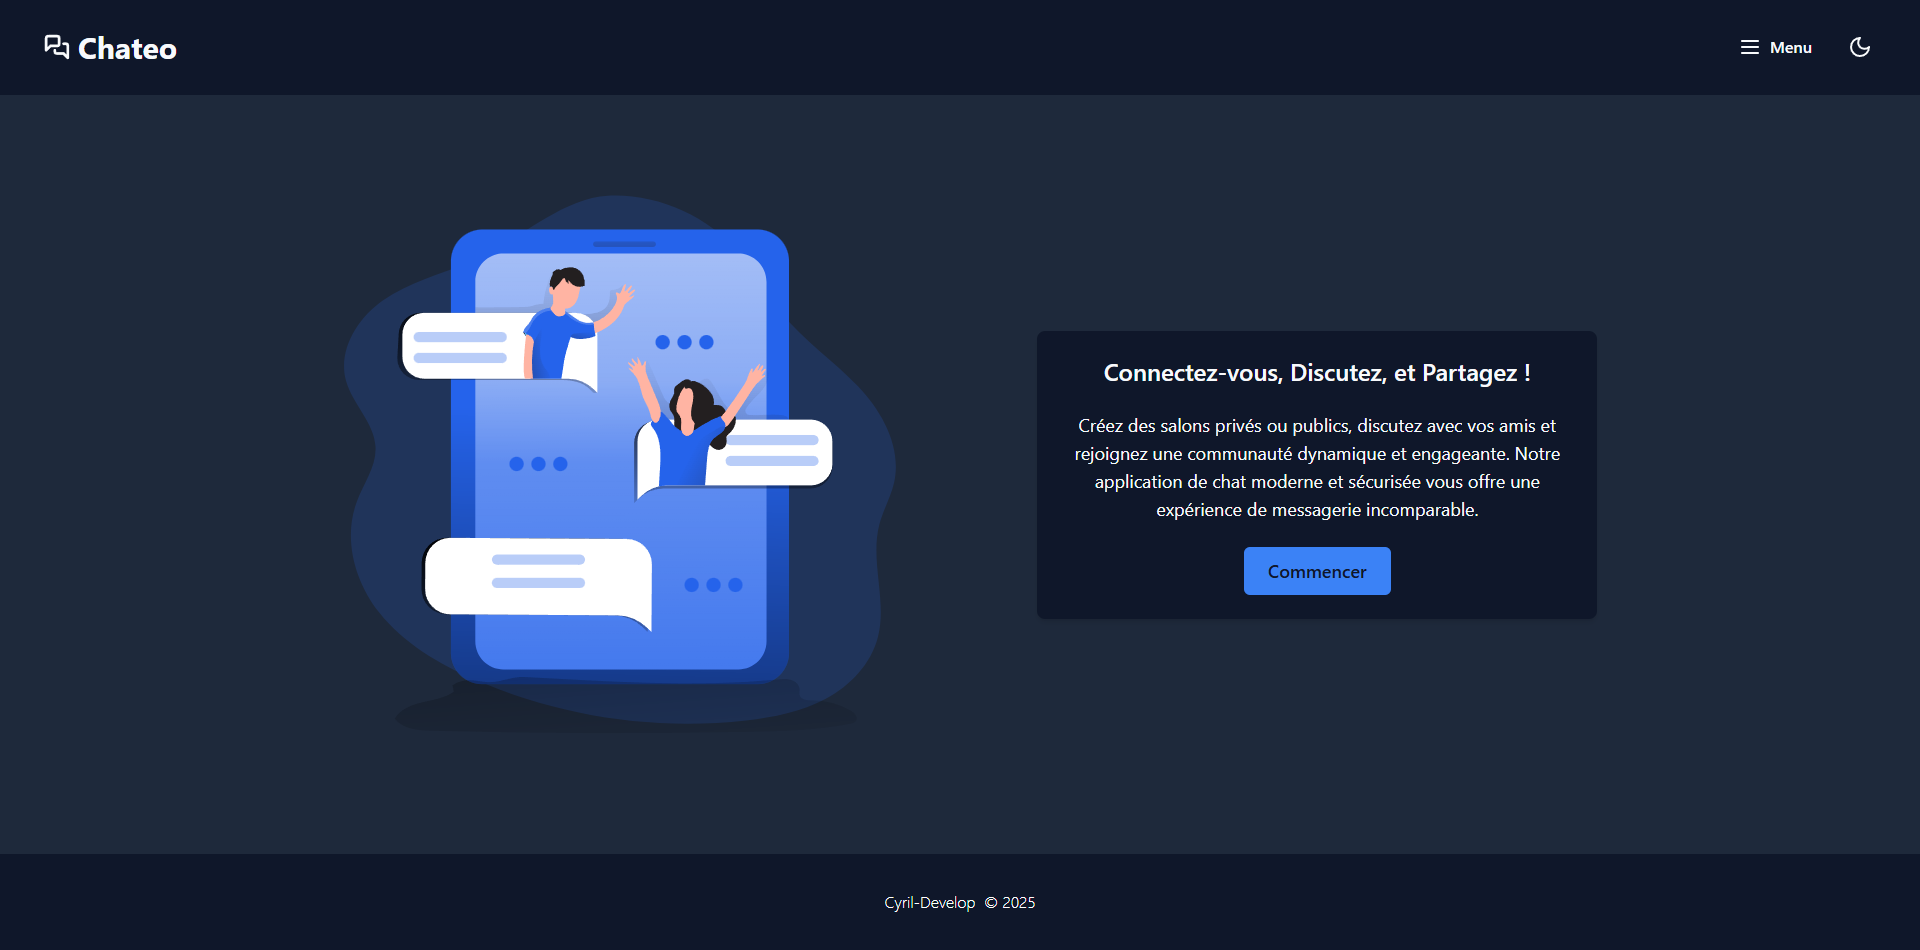 Chateo
Menu
Connectez-vous, Discutez, et Partagez !
Créez des salons privés ou publics, discutez avec vos amis et
rejoignez une communauté dynamique et engageante. Notre
application de chat moderne et sécurisée vous offre une
expérience de messagerie incomparable.
Commencer
Cyril-Develop © 2025